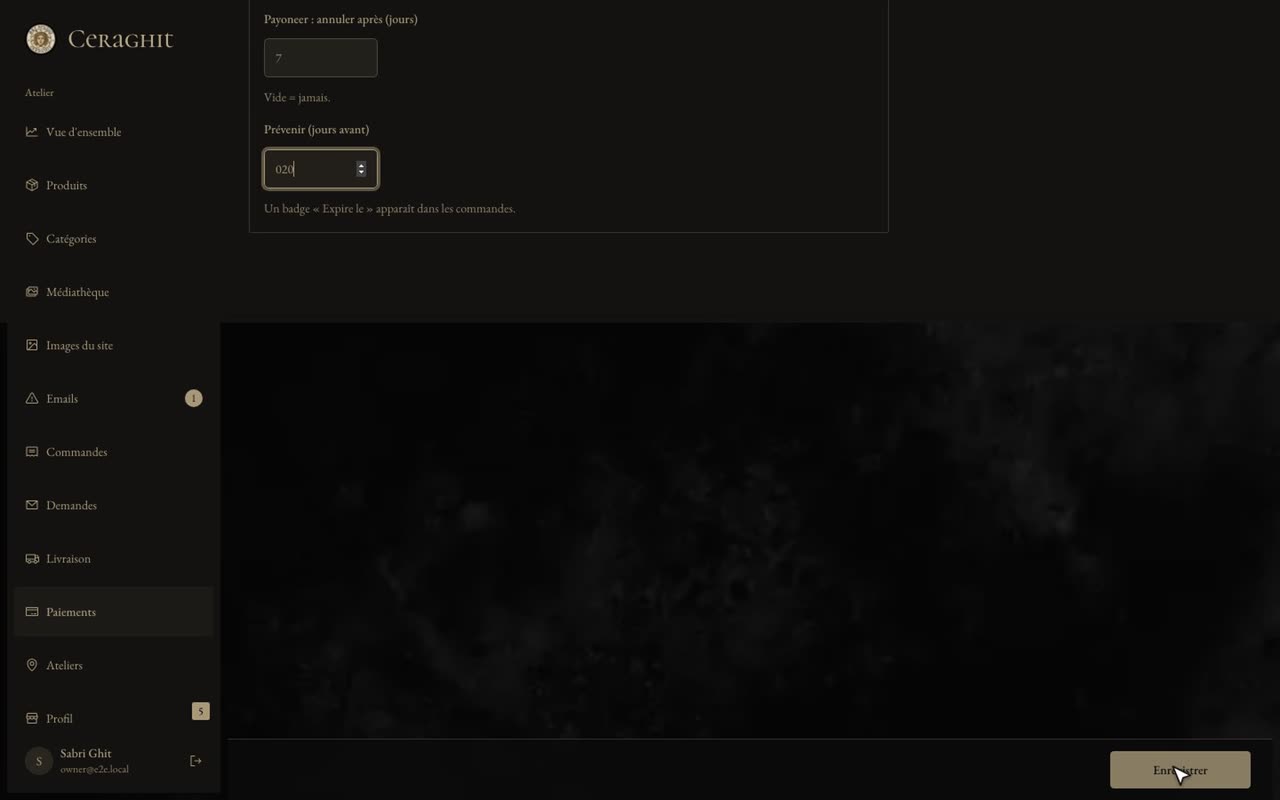 Ceraghit
Atelier
Vue d'ensemble
Produits
Catégories
Médiathèque
Images du site
Emails
1
Commandes
Demandes
Livraison
Paiements
Ateliers
Profil
5
S
Sabri Ghit
owner@e2e.local
Payoneer : annuler après (jours)
7
Vide = jamais.
Prévenir (jours avant)
020
Un badge « Expire le » apparaît dans les commandes.
Enregistrer